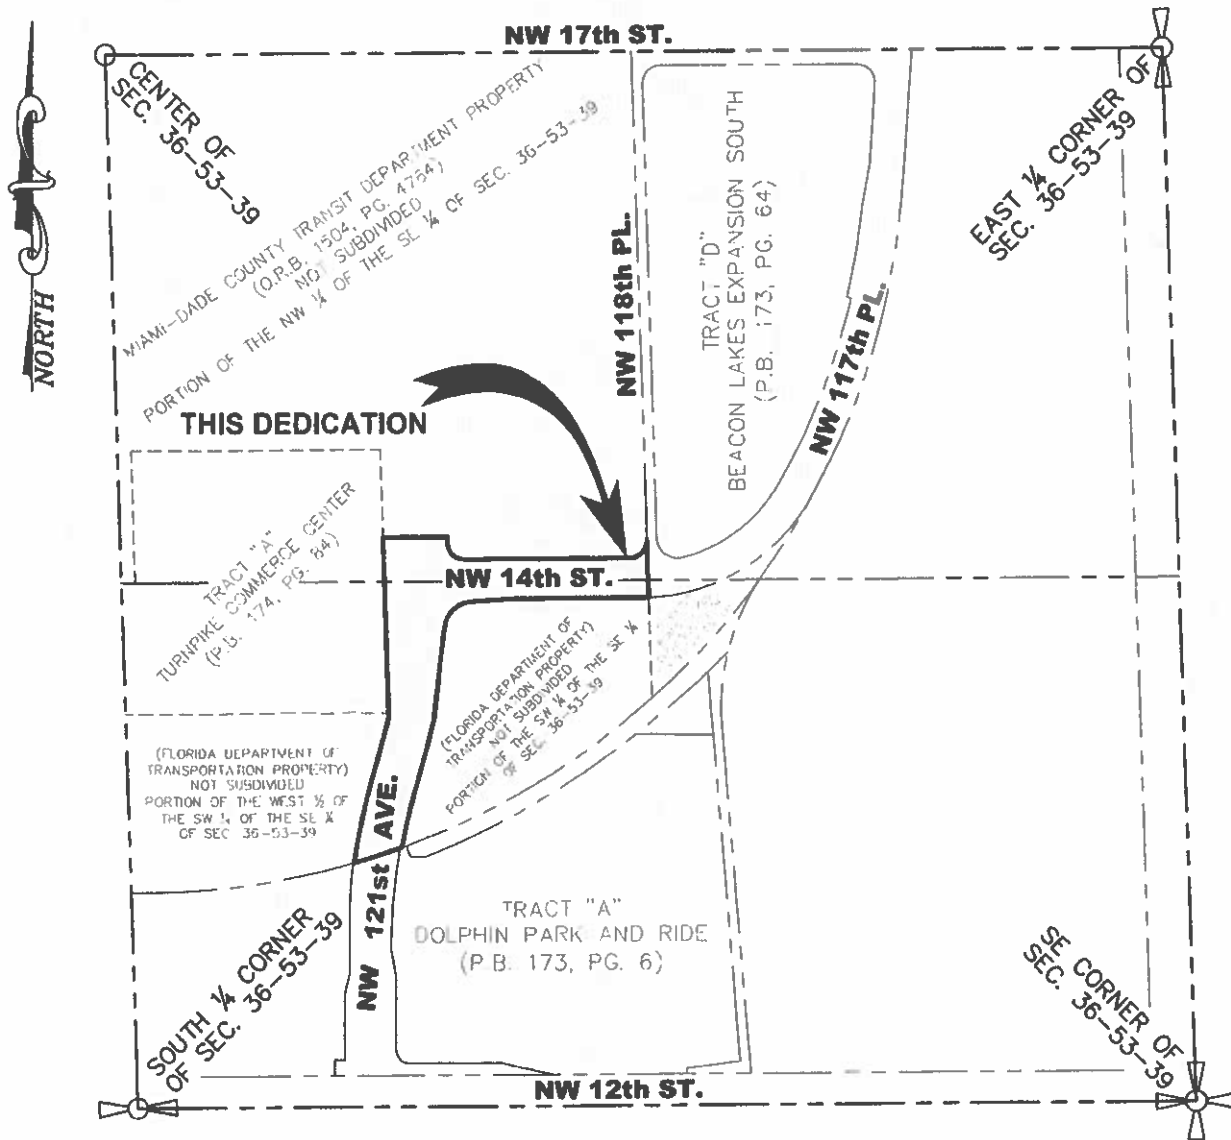 NW 17th ST.
NORTH
CENTER OF
SEC. 36-53-39
MIAMI-DADE COUNTY TRANSIT DEPARTMENT PROPERTY
(O.R.B. 1504, PG. 4754)
NOT SUBDIVIDED
PORTION OF THE NW ¼ OF THE SE ¼ OF SEC. 36-53-39
NW 118th PL.
TRACT "D"
BEACON LAKES EXPANSION SOUTH
(P.B. 173, PG. 64)
NW 117th PL.
EAST ¼ CORNER OF
SEC. 36-53-39
THIS DEDICATION
TRACT "A"
TURNPIKE COMMERCE CENTER
(P.B. 174, PG. 84)
NW 14th ST.
(FLORIDA DEPARTMENT OF
TRANSPORTATION PROPERTY)
NOT SUBDIVIDED
PORTION OF THE SW ¼ OF THE SE ¼
OF SEC. 36-53-39
(FLORIDA DEPARTMENT OF
TRANSPORTATION PROPERTY)
NOT SUBDIVIDED
PORTION OF THE WEST ½ OF
THE SW ¼ OF THE SE ¼
OF SEC 36-53-39
NW 121st AVE.
TRACT "A"
DOLPHIN PARK AND RIDE
(P.B. 173, PG. 6)
SOUTH ¼ CORNER
OF SEC. 36-53-39
SE CORNER OF
SEC. 36-53-39
NW 12th ST.